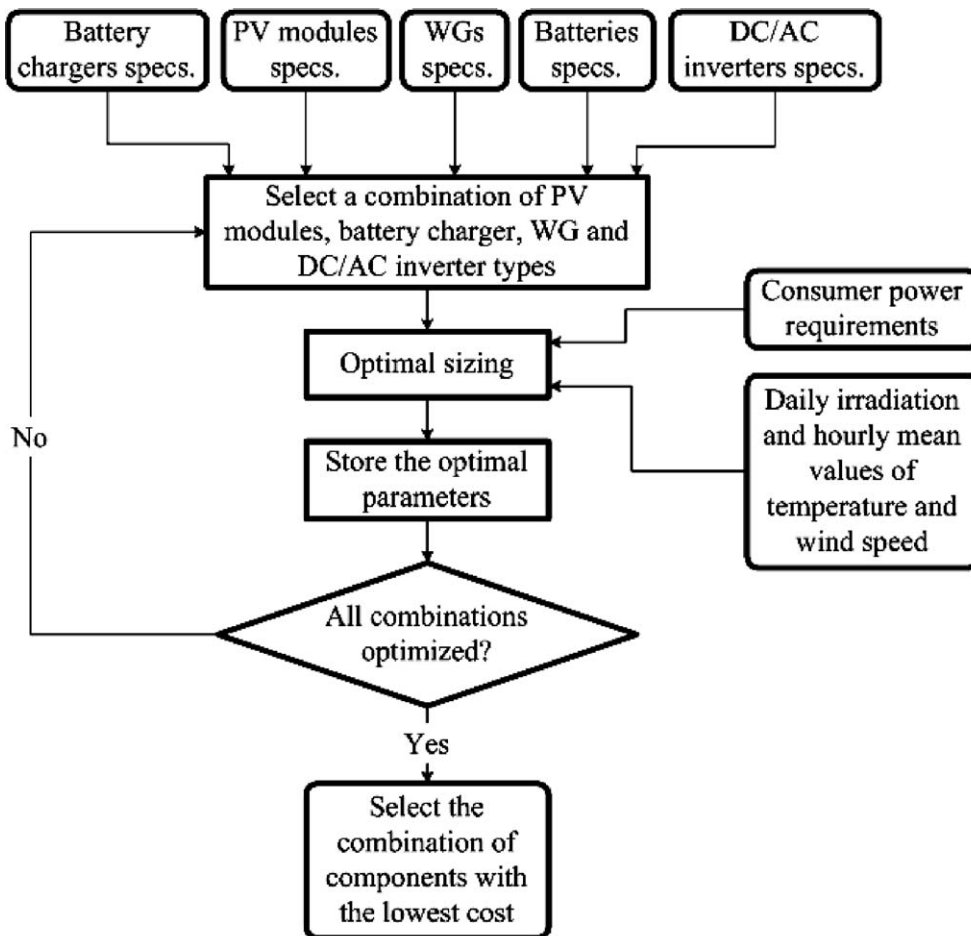 Battery
chargers specs.
PV modules
specs.
WGs
specs.
Batteries
specs.
DC/AC
inverters specs.
Select a combination of PV
modules, battery charger, WG and
DC/AC inverter types
Consumer power
requirements
Optimal sizing
Daily irradiation
and hourly mean
values of
temperature and
wind speed
No
Store the optimal
parameters
All combinations
optimized?
Yes
Select the
combination of
components with
the lowest cost